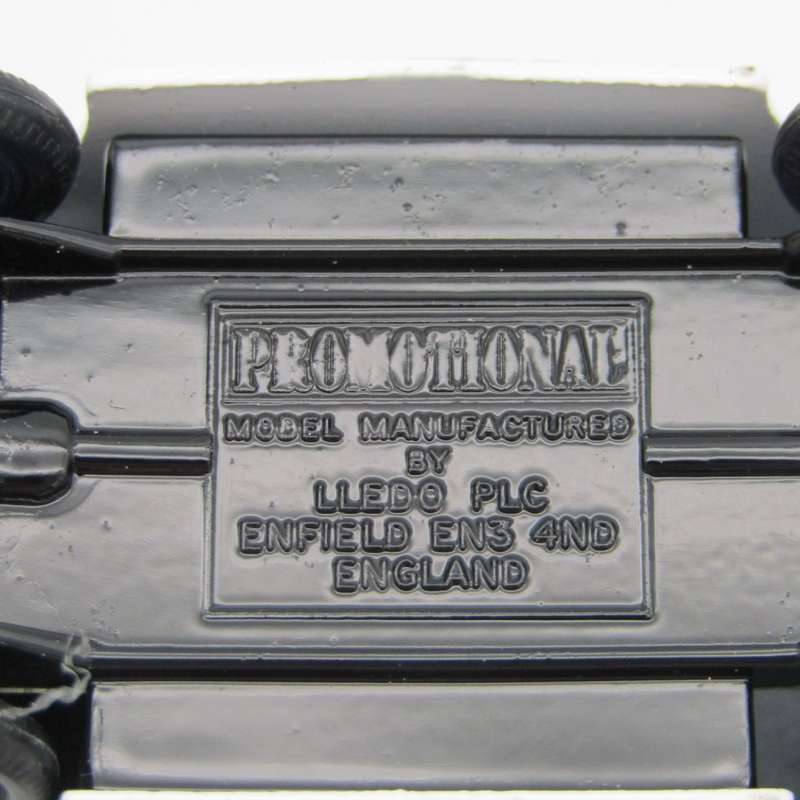 PROMOTIONAL
MODEL MANUFACTURED
BY
LLEDO PLC
ENFIELD EN3 4ND
ENGLAND